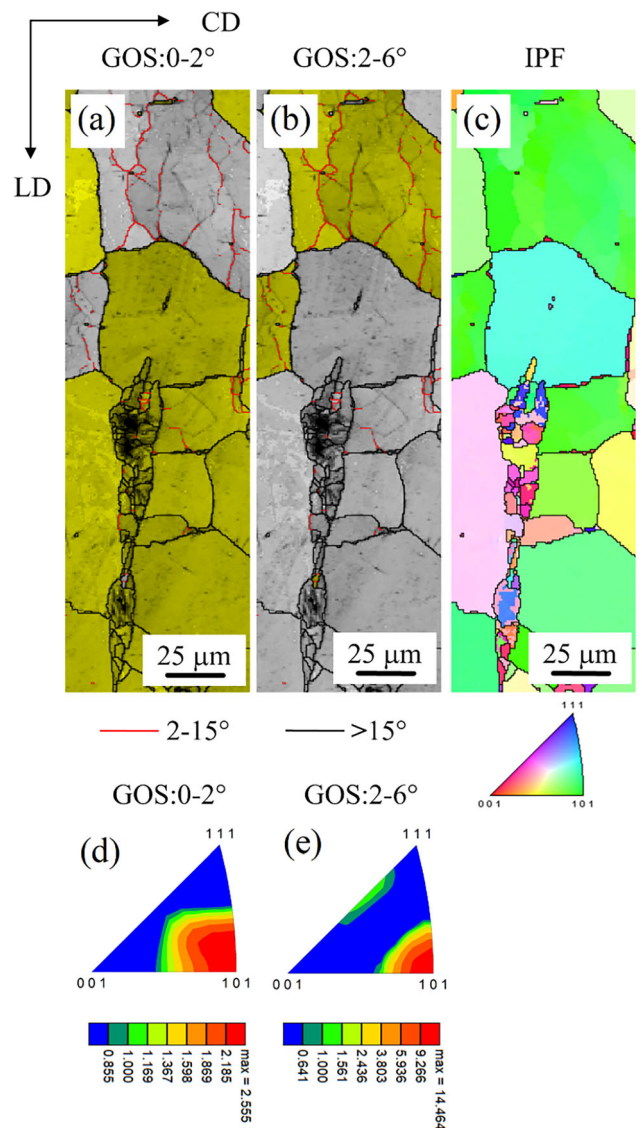 CD
GOS:0-2° GOS:2-6° IPF
(a) (b) (c)
LD
25 μm 25 μm 25 μm
2-15° >15°
111
001 101
GOS:0-2° GOS:2-6°
(d) 111 (e) 111
001 101 001 101
0.855 1.000 1.169 1.367 1.598 1.869 2.185 max = 2.555
0.641 1.000 1.561 2.436 3.803 5.936 9.266 max = 14.464